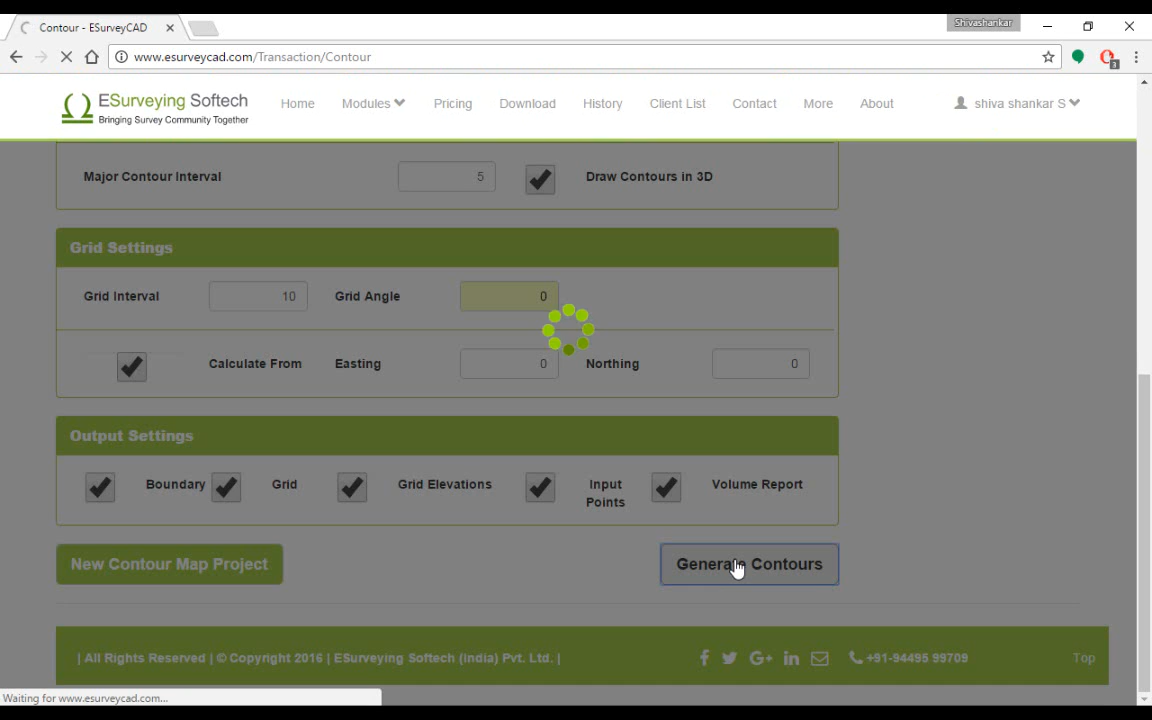 Shivashankar
Contour - ESurveyCAD
www.esurveycad.com/Transaction/Contour
3
ESurveying Softech
Bringing Survey Community Together
Home Modules Pricing Download History Client List Contact More About shiva shankar S
Major Contour Interval 5 Draw Contours in 3D
Grid Settings
Grid Interval 10 Grid Angle 0
Calculate From Easting 0 Northing 0
Output Settings
Boundary Grid Grid Elevations Input Points Volume Report
New Contour Map Project Generate Contours
| All Rights Reserved | © Copyright 2016 | ESurveying Softech (India) Pvt. Ltd. | +91-94495 99709 Top
Waiting for www.esurveycad.com...